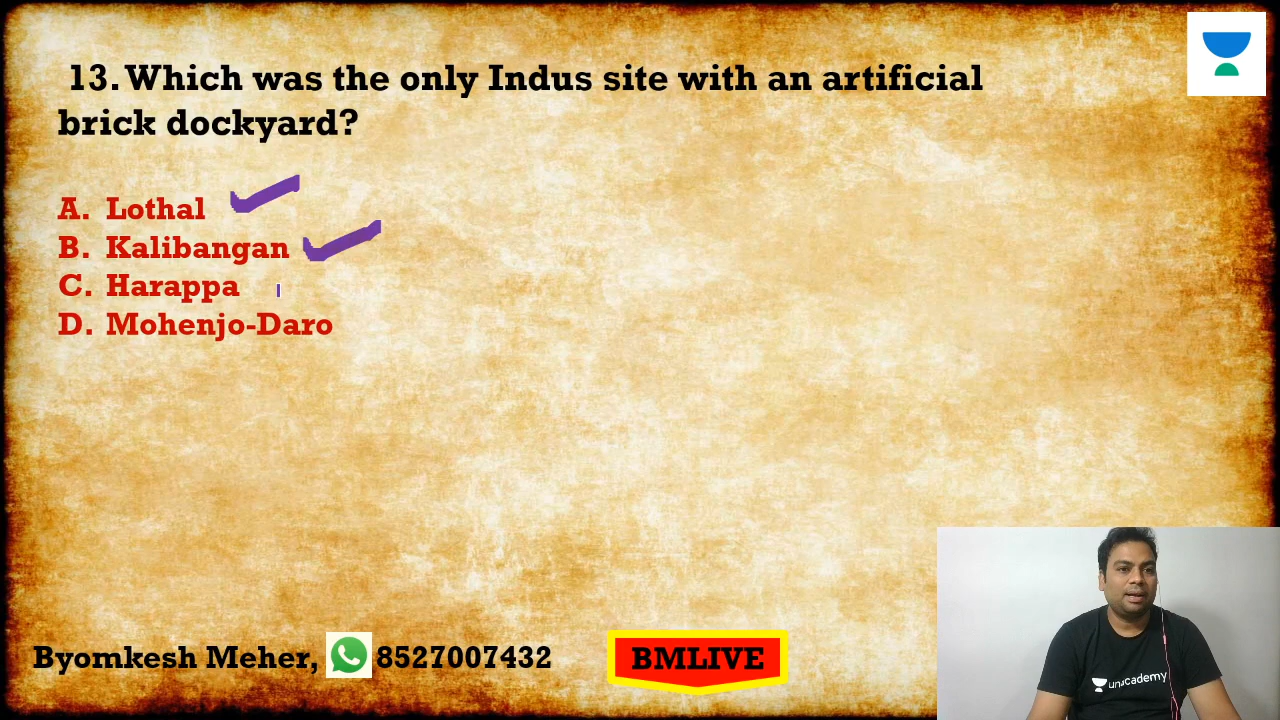 13. Which was the only Indus site with an artificial
brick dockyard?
A. Lothal
B. Kalibangan
C. Harappa
D. Mohenjo-Daro
Byomkesh Meher, 8527007432
BMLIVE
unacademy